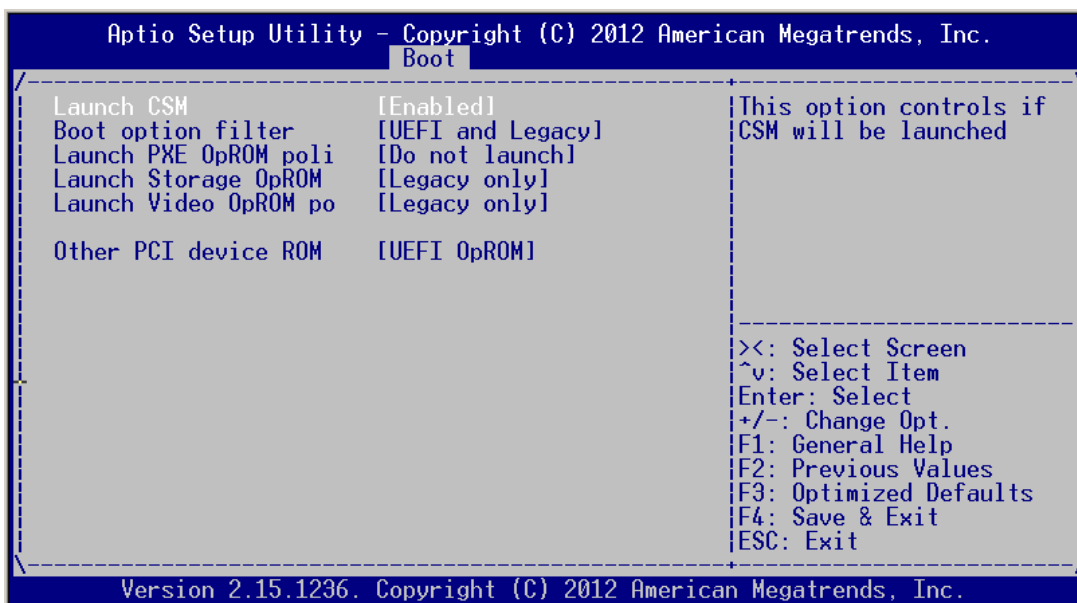 Aptio Setup Utility - Copyright (C) 2012 American Megatrends, Inc.
Boot
Launch CSM [Enabled]
Boot option filter [UEFI and Legacy]
Launch PXE OpROM poli [Do not launch]
Launch Storage OpROM [Legacy only]
Launch Video OpROM po [Legacy only]
Other PCI device ROM [UEFI OpROM]
This option controls if
CSM will be launched
><: Select Screen
^v: Select Item
Enter: Select
+/-: Change Opt.
F1: General Help
F2: Previous Values
F3: Optimized Defaults
F4: Save & Exit
ESC: Exit
Version 2.15.1236. Copyright (C) 2012 American Megatrends, Inc.